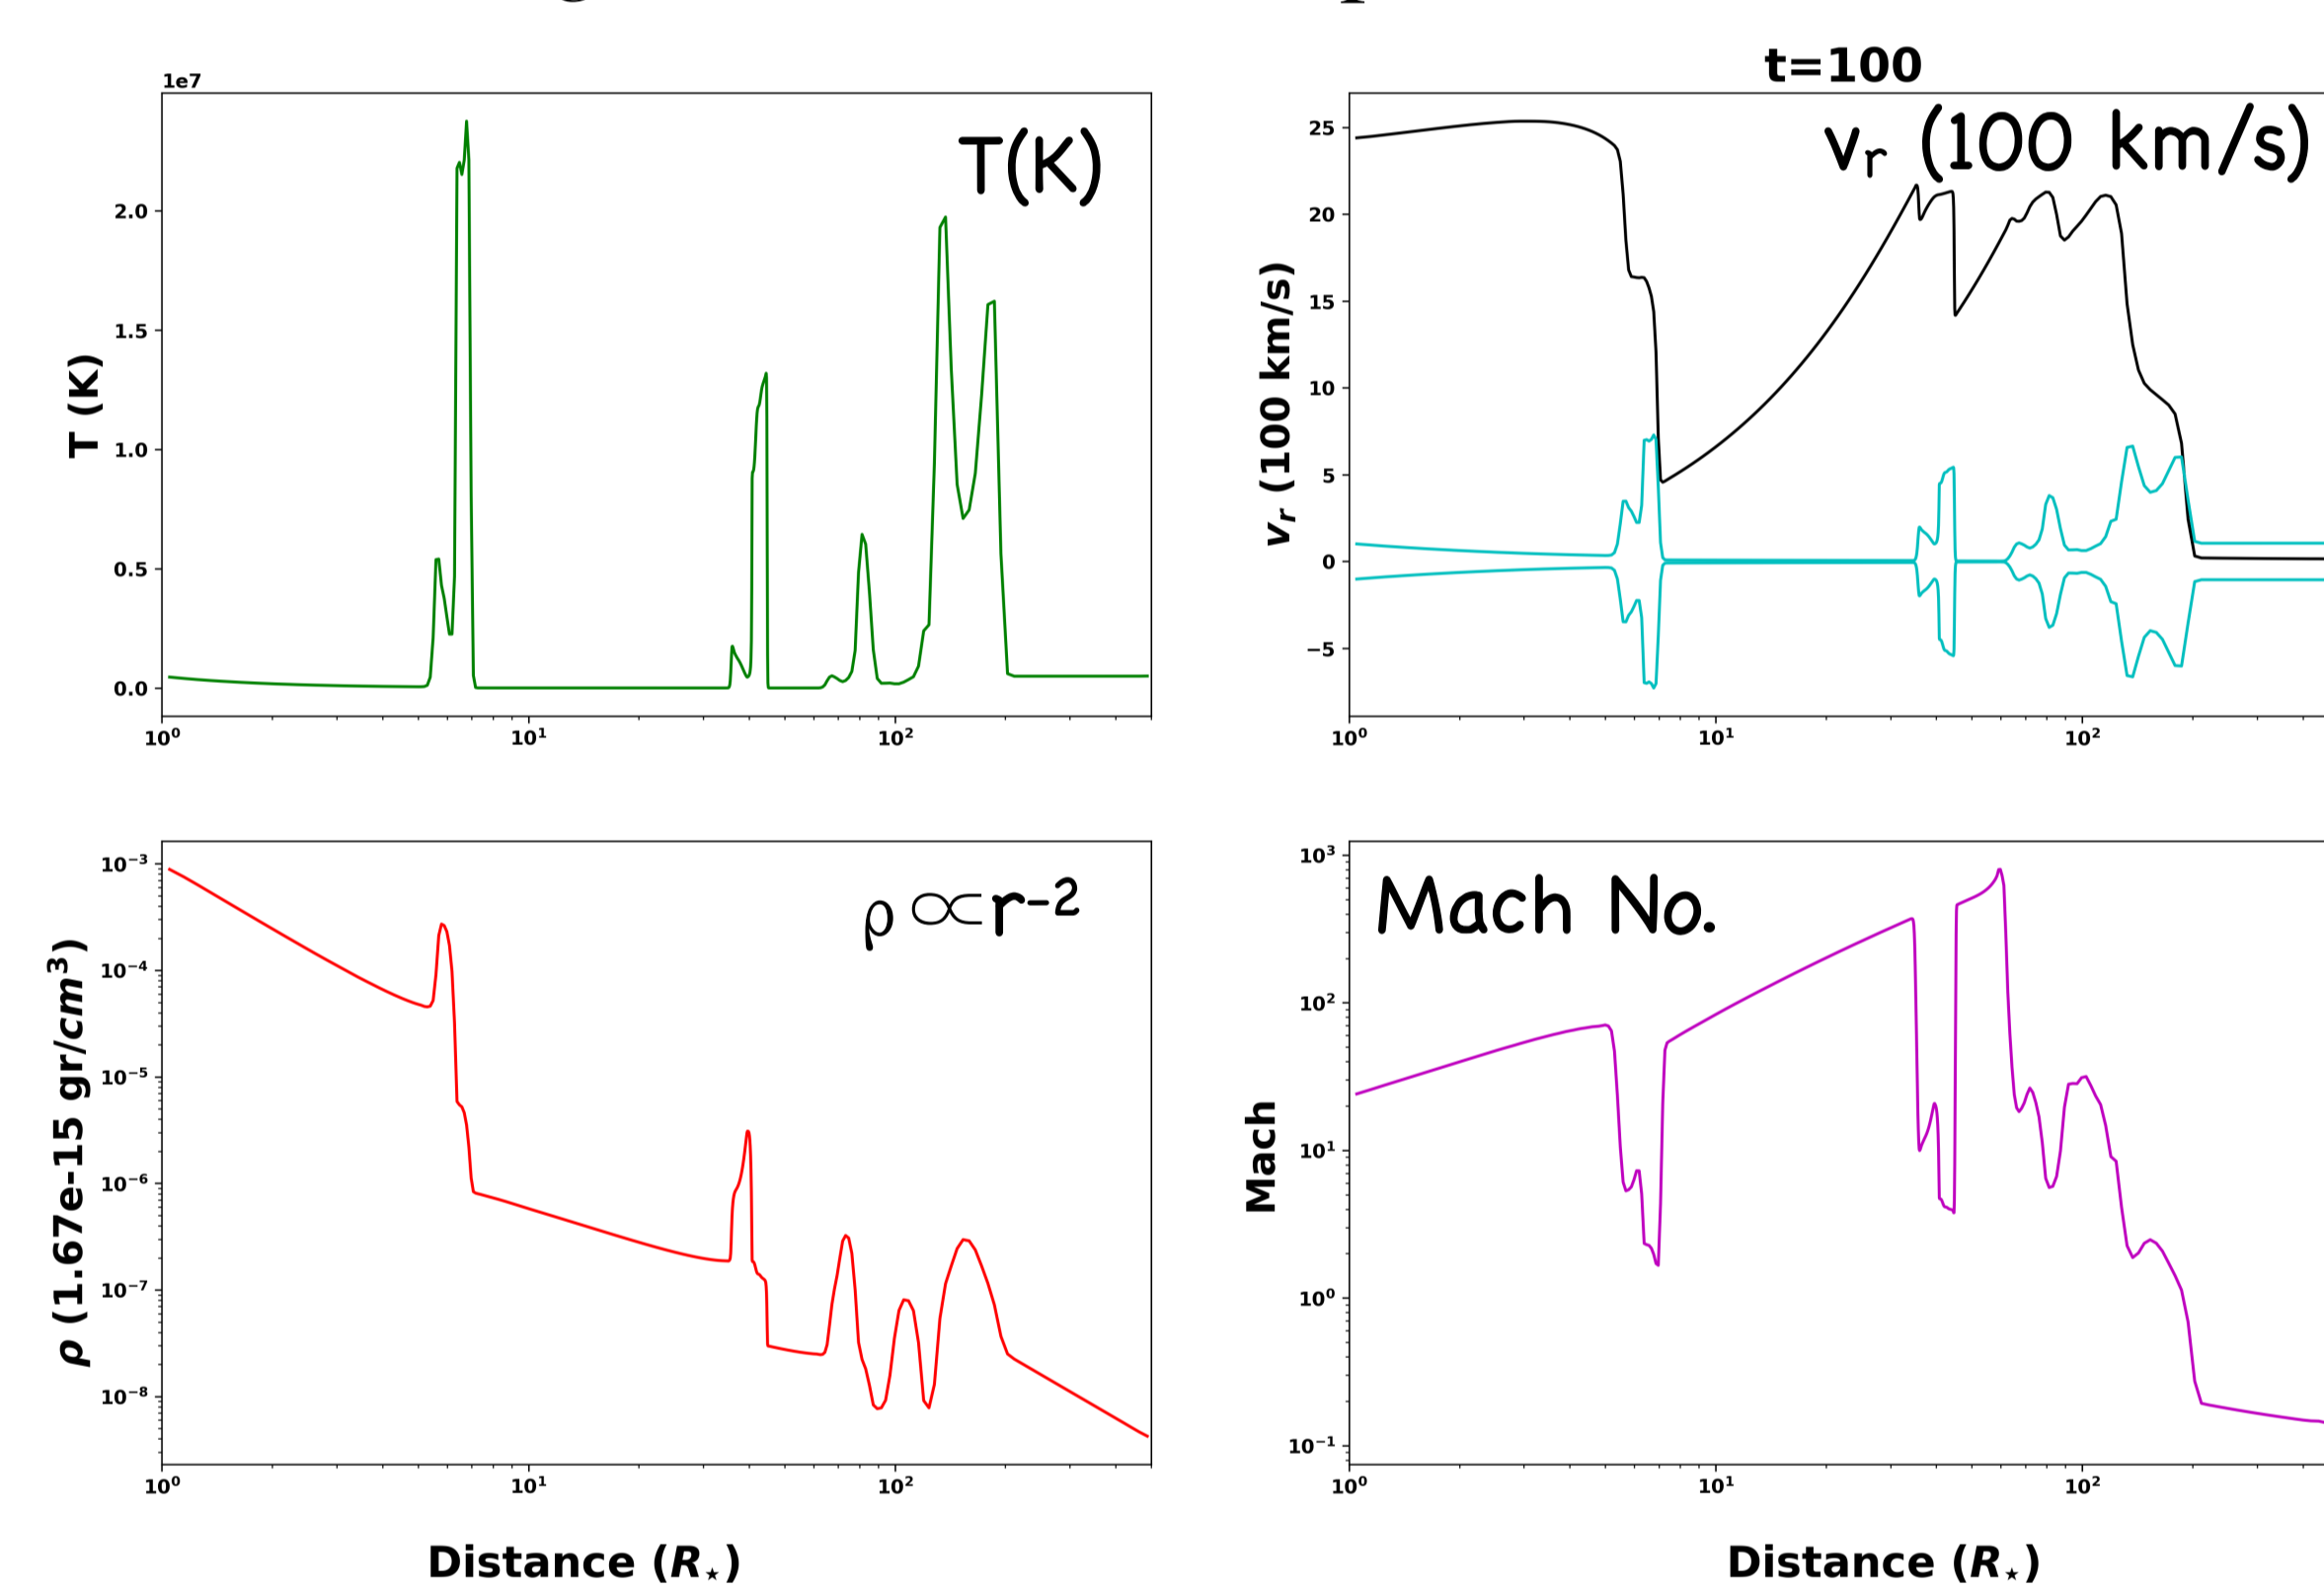 t=100
1e7
T(K)
T (K)
2.0
1.5
1.0
0.5
0.0
10⁰ 10¹ 10²
vᵣ (100 km/s)
vᵣ (100 km/s)
25
20
15
10
5
0
−5
10⁰ 10¹ 10²
ρ ∝r⁻²
ρ (1.67e-15 gr/cm³)
10⁻³
10⁻⁴
10⁻⁵
10⁻⁶
10⁻⁷
10⁻⁸
10⁰ 10¹ 10²
Distance (R⋆)
Mach No.
Mach
10³
10²
10¹
10⁰
10⁻¹
10⁰ 10¹ 10²
Distance (R⋆)